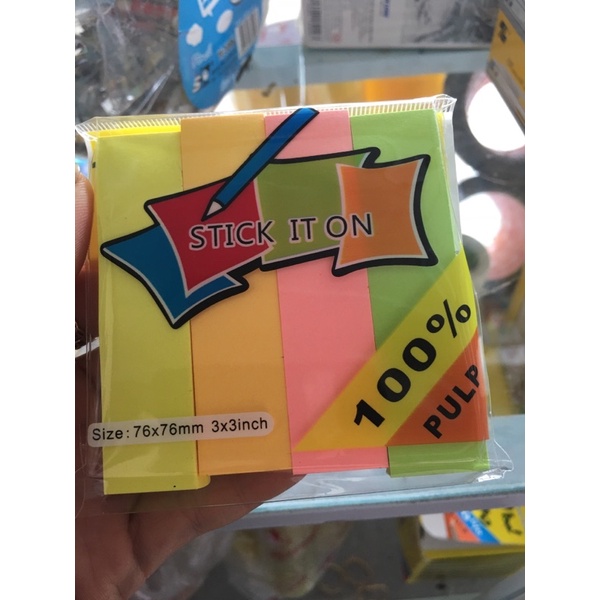 STICK IT ON
100%
PULP
Size: 76x76mm 3x3inch